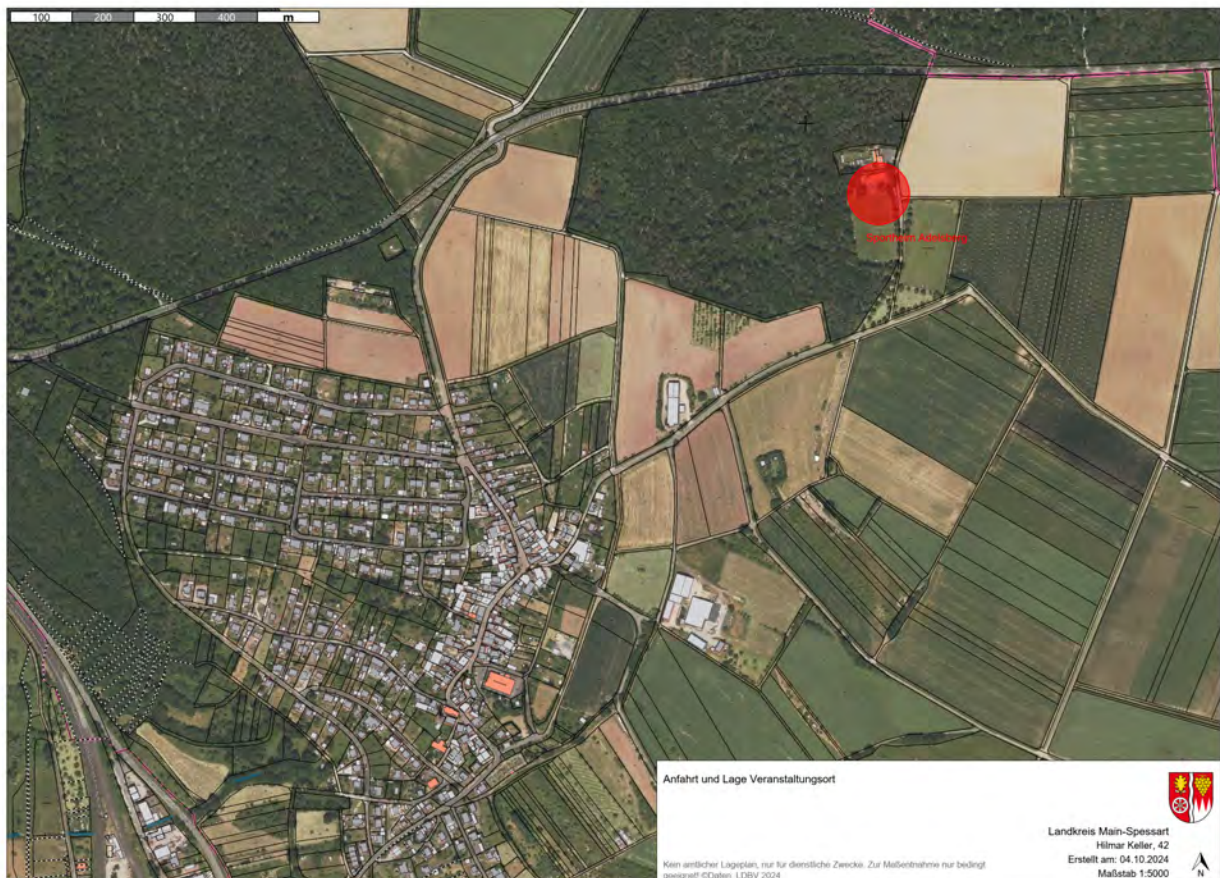 100 200 300 400 m
Sportheim Adelsberg
Anfahrt und Lage Veranstaltungsort
Landkreis Main-Spessart
Hilmar Keller, 42
Erstellt am: 04.10.2024
Maßstab 1:5000
N
Kein amtlicher Lageplan, nur für dienstliche Zwecke. Zur Maßentnahme nur bedingt
geeignet! ©Daten: LDBV 2024